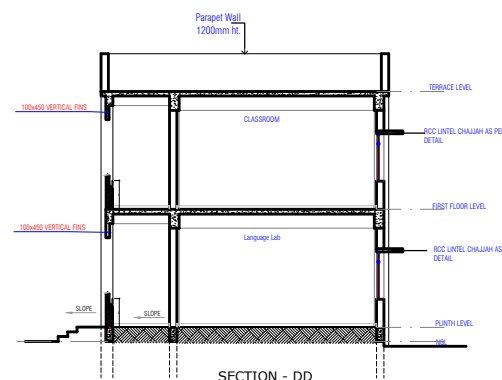 Parapet Wall
1200mm ht.
TERRACE LEVEL
100x450 VERTICAL FINS
CLASSROOM
RCC LINTEL CHAJJAH AS PE
DETAIL
FIRST FLOOR LEVEL
100x450 VERTICAL FINS
Language Lab
RCC LINTEL CHAJJAH AS
DETAIL
SLOPE
SLOPE
PLINTH LEVEL
NGL
SECTION - DD